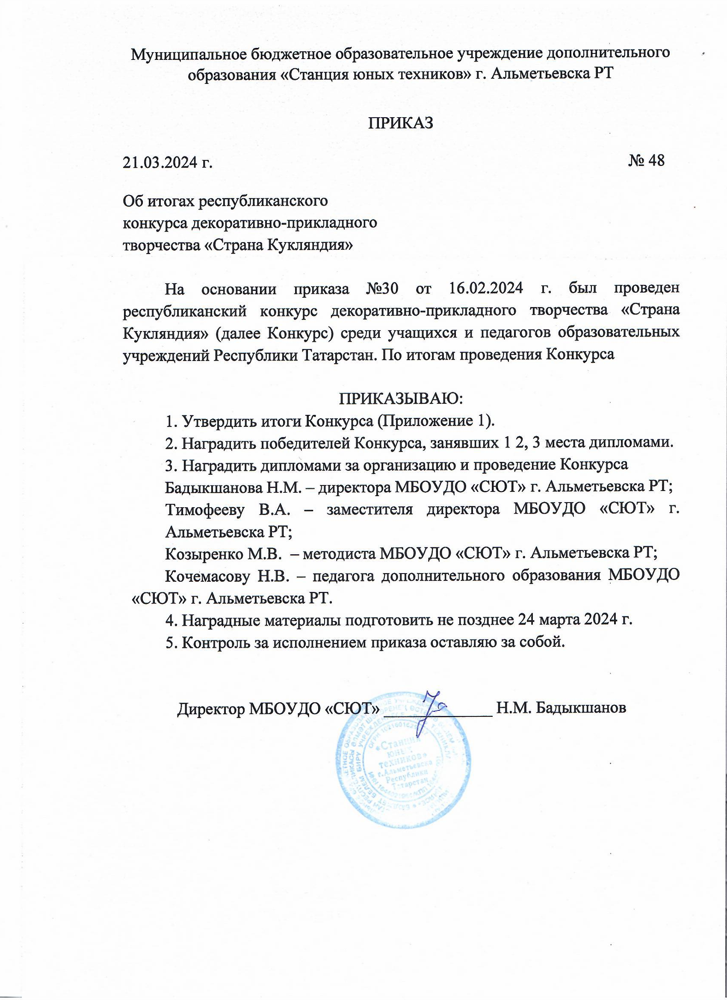 Муниципальное бюджетное образовательное учреждение дополнительного
образования «Станция юных техников» г. Альметьевска РТ
ПРИКАЗ
21.03.2024 г. № 48
Об итогах республиканского
конкурса декоративно-прикладного
творчества «Страна Кукляндия»
На основании приказа №30 от 16.02.2024 г. был проведен
республиканский конкурс декоративно-прикладного творчества «Страна
Кукляндия» (далее Конкурс) среди учащихся и педагогов образовательных
учреждений Республики Татарстан. По итогам проведения Конкурса
ПРИКАЗЫВАЮ:
1. Утвердить итоги Конкурса (Приложение 1).
2. Наградить победителей Конкурса, занявших 1 2, 3 места дипломами.
3. Наградить дипломами за организацию и проведение Конкурса
Бадыкшанова Н.М. – директора МБОУДО «СЮТ» г. Альметьевска РТ;
Тимофееву В.А. – заместителя директора МБОУДО «СЮТ» г.
Альметьевска РТ;
Козыренко М.В. – методиста МБОУДО «СЮТ» г. Альметьевска РТ;
Кочемасову Н.В. – педагога дополнительного образования МБОУДО
«СЮТ» г. Альметьевска РТ.
4. Наградные материалы подготовить не позднее 24 марта 2024 г.
5. Контроль за исполнением приказа оставляю за собой.
Директор МБОУДО «СЮТ» Н.М. Бадыкшанов
«Станция
юных
техников»
г.Альметьевска
Республики
Татарстан